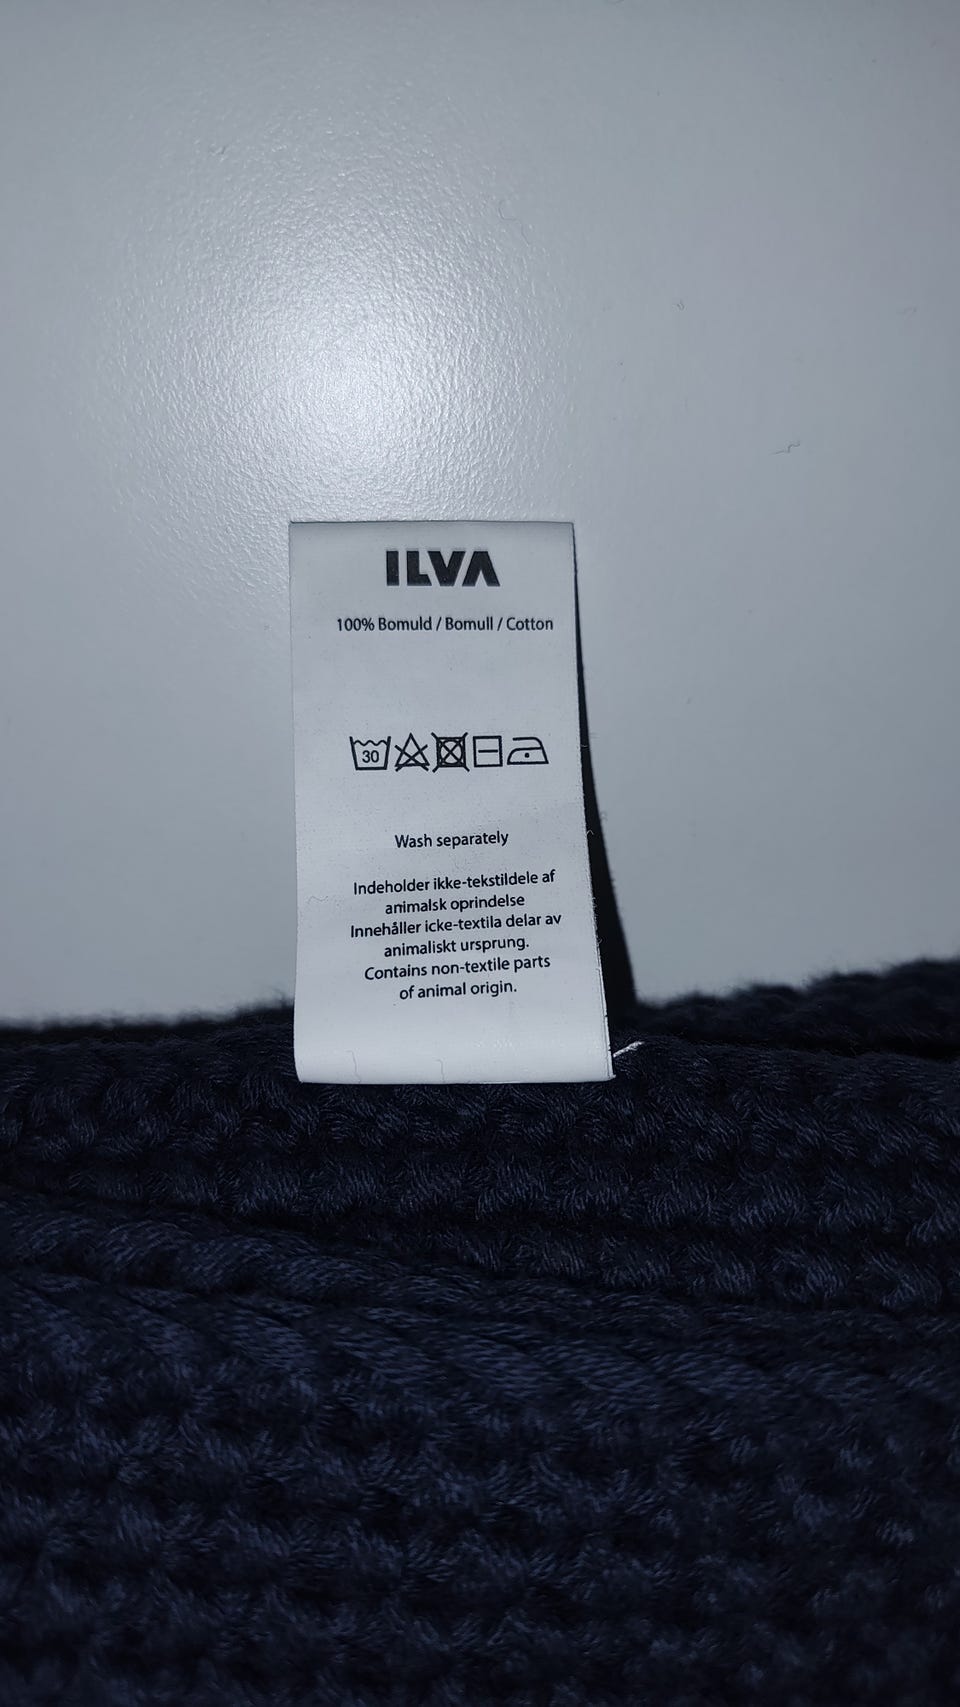 ILVA
100% Bomuld / Bomull / Cotton
30
Wash separately
Indeholder ikke-tekstildele af
animalsk oprindelse
Innehåller icke-textila delar av
animaliskt ursprung.
Contains non-textile parts
of animal origin.